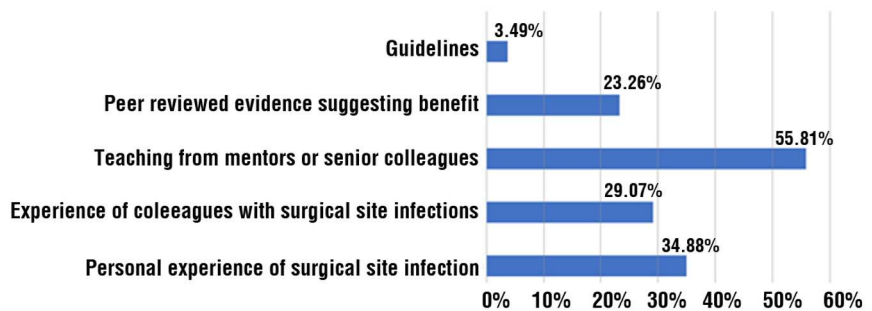 Guidelines 3.49%
Peer reviewed evidence suggesting benefit 23.26%
Teaching from mentors or senior colleagues 55.81%
Experience of coleeagues with surgical site infections 29.07%
Personal experience of surgical site infection 34.88%
0% 10% 20% 30% 40% 50% 60%